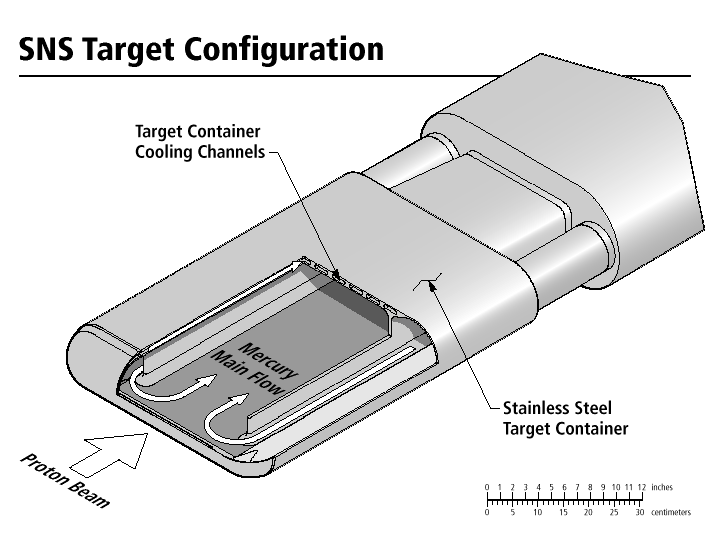 SNS Target Configuration
Target Container
Cooling Channels
Mercury
Main Flow
Stainless Steel
Target Container
Proton Beam
0 1 2 3 4 5 6 7 8 9 10 11 12 inches
0 5 10 15 20 25 30 centimeters